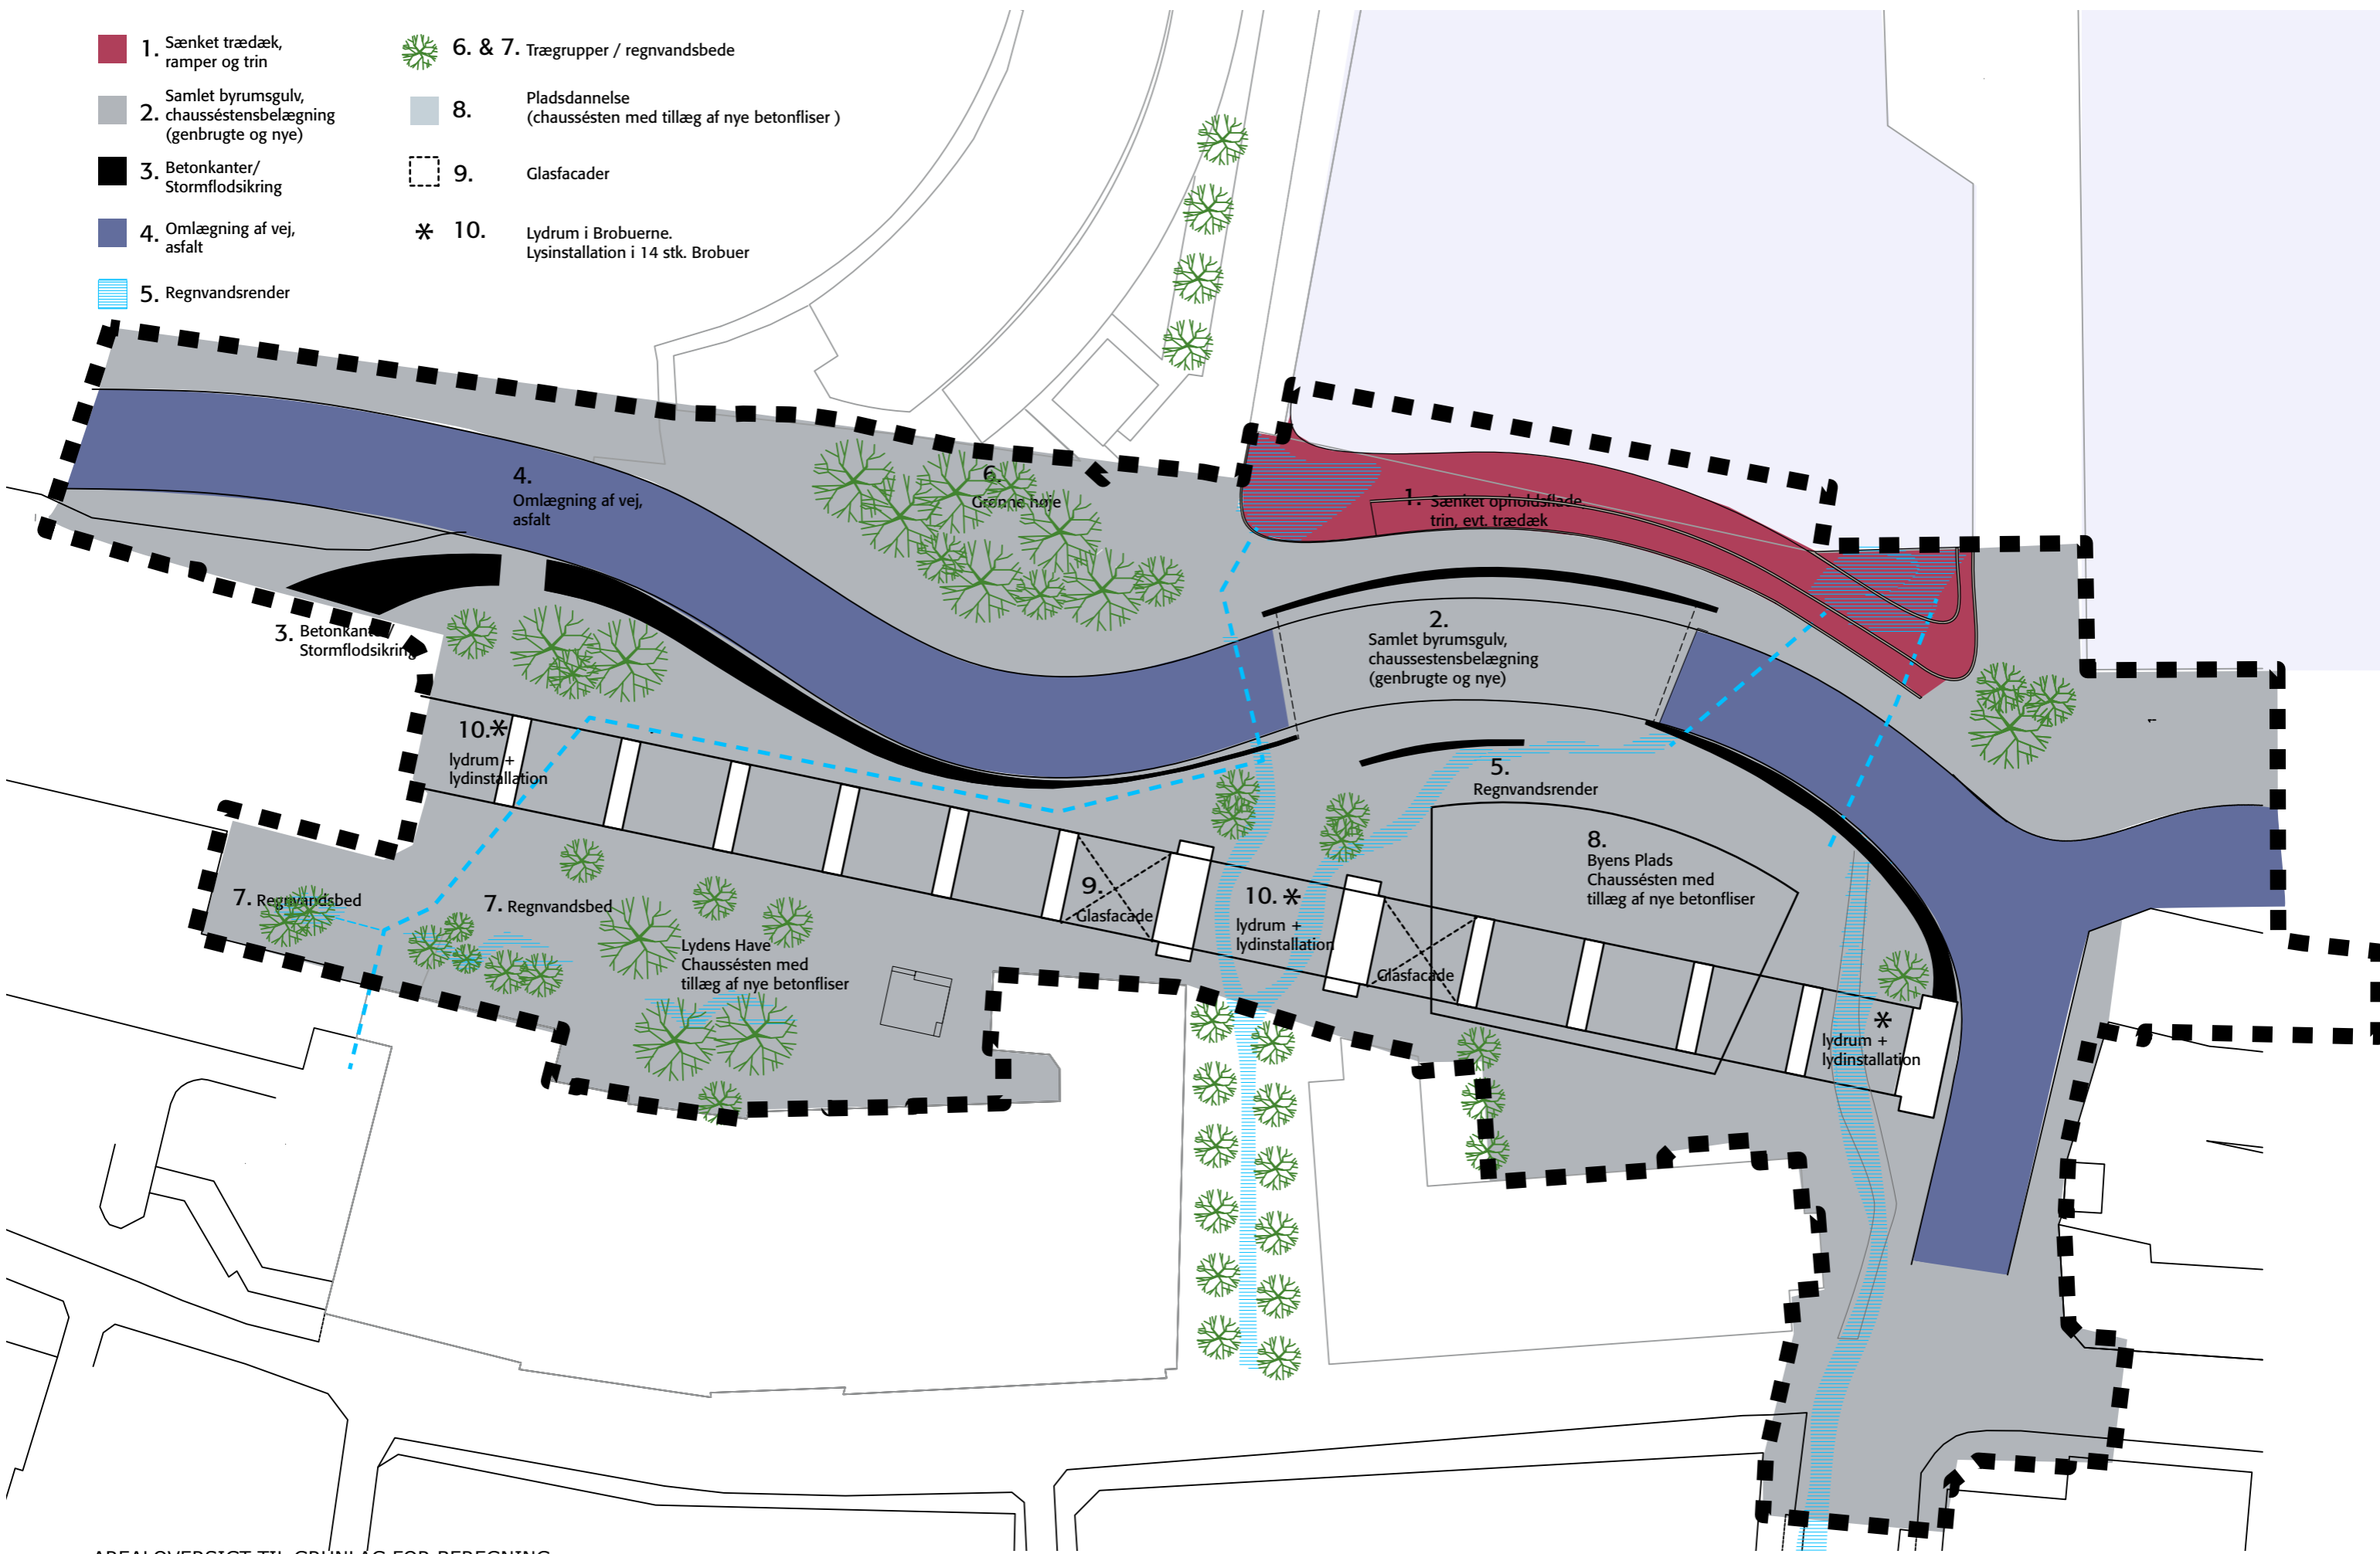 1. Sænket trædæk,
ramper og trin
2. Samlet byrumsgulv,
chausséstensbelægning
(genbrugte og nye)
3. Betonkanter/
Stormflodsikring
4. Omlægning af vej,
asfalt
5. Regnvandsrender
6. & 7. Trægrupper / regnvandsbede
8. Pladsdannelse
(chaussésten med tillæg af nye betonfliser )
9. Glasfacader
* 10. Lydrum i Brobuerne.
Lysinstallation i 14 stk. Brobuer
4.
Omlægning af vej,
asfalt
6.
Grønne høje
1. Sænket opholdsflade
trin, evt. trædæk
3. Betonkanter/
Stormflodsikring
2.
Samlet byrumsgulv,
chaussestensbelægning
(genbrugte og nye)
10.*
lydrum +
lydinstallation
5.
Regnvandsrender
8.
Byens Plads
Chaussésten med
tillæg af nye betonfliser
9.
Glasfacade
10. *
lydrum +
lydinstallation
7. Regnvandsbed
7. Regnvandsbed
Lydens Have
Chaussésten med
tillæg af nye betonfliser
Glasfacade
*
lydrum +
lydinstallation